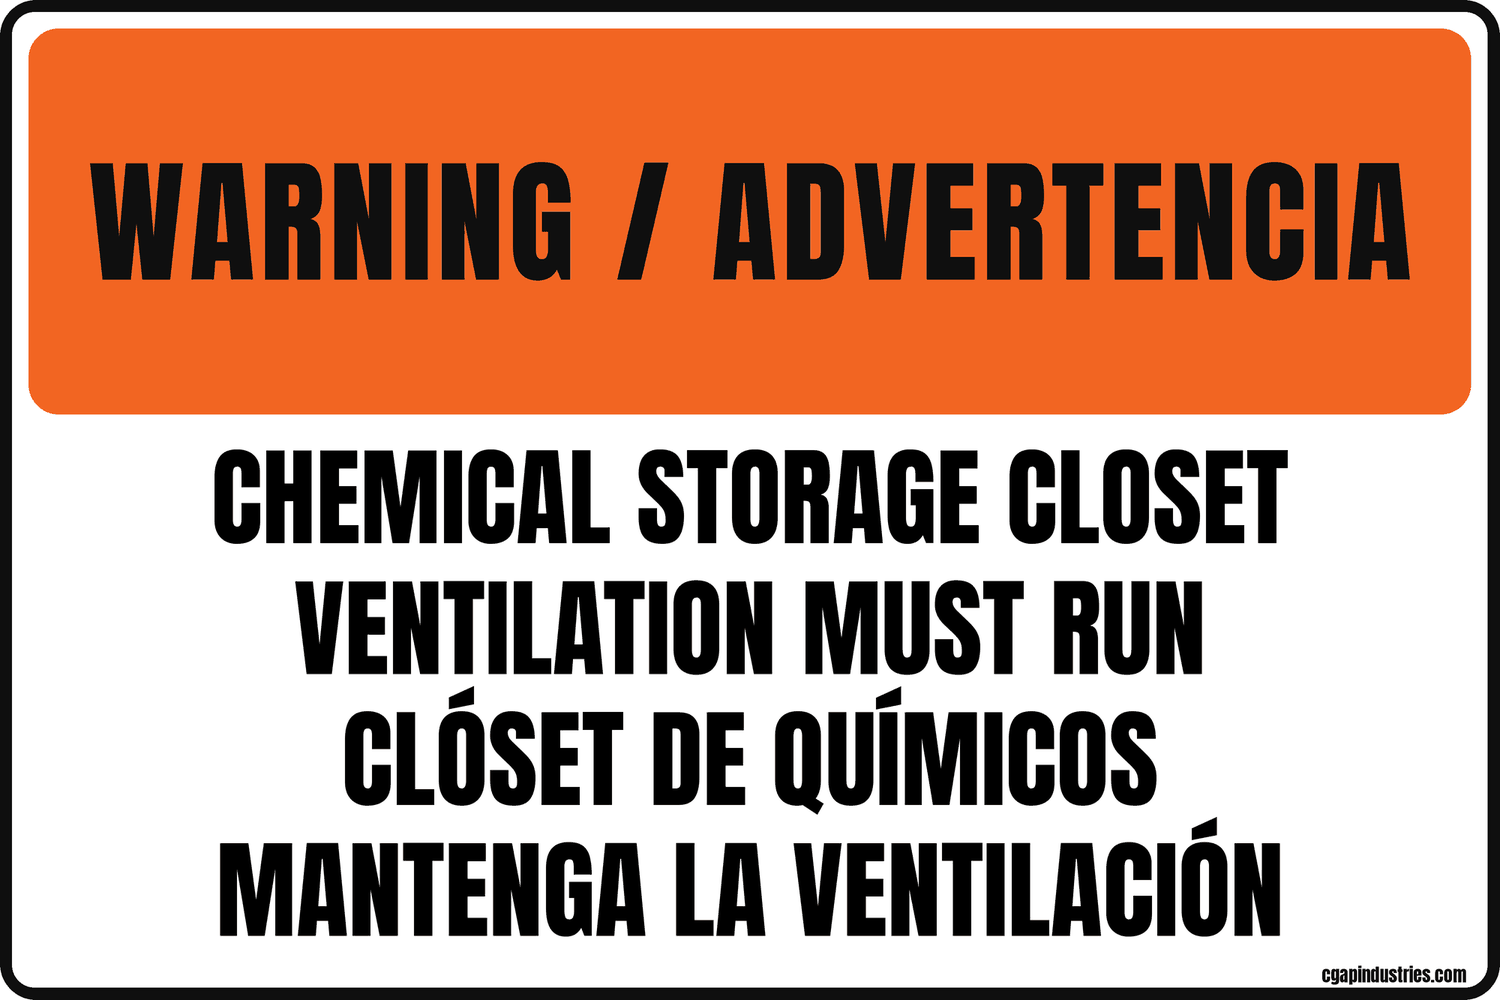 WARNING / ADVERTENCIA
CHEMICAL STORAGE CLOSET
VENTILATION MUST RUN
CLÓSET DE QUÍMICOS
MANTENGA LA VENTILACIÓN
cgapindustries.com